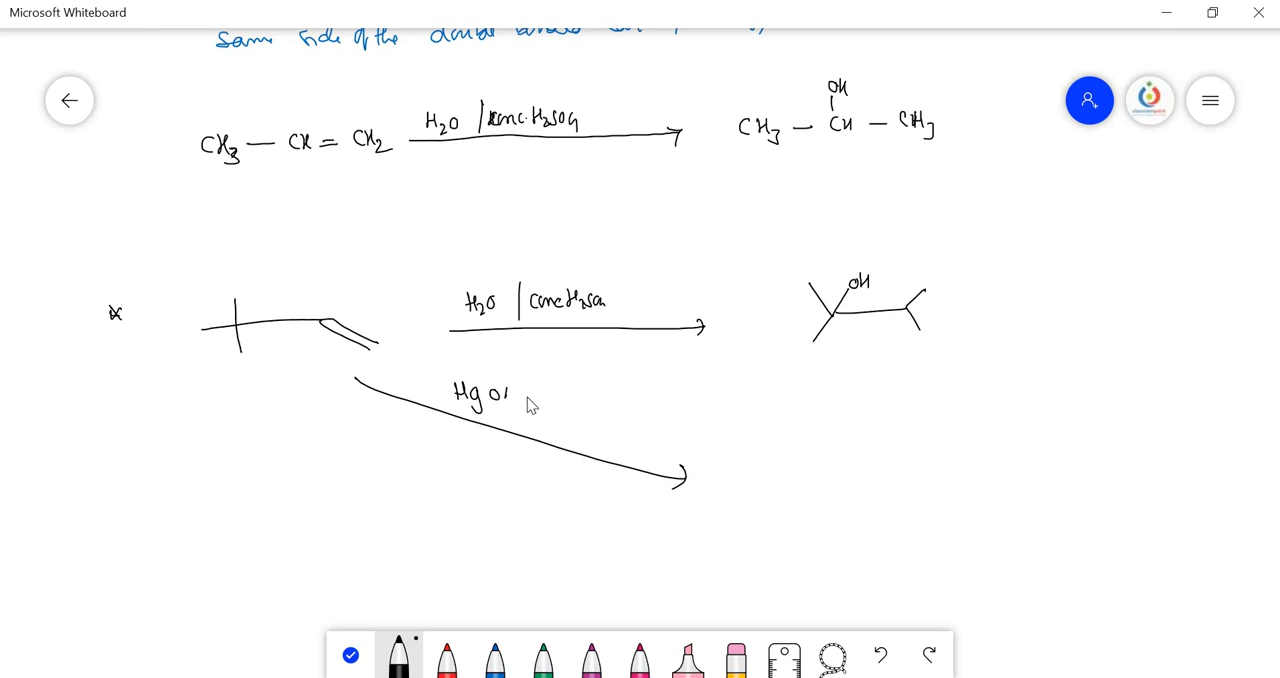 Microsoft Whiteboard
same side of the double
OH
H2O | conc. H2SO4
CH3 — CH = CH2
CH3 — CH — CH3
OH
H2O | conc H2SO4
Hg